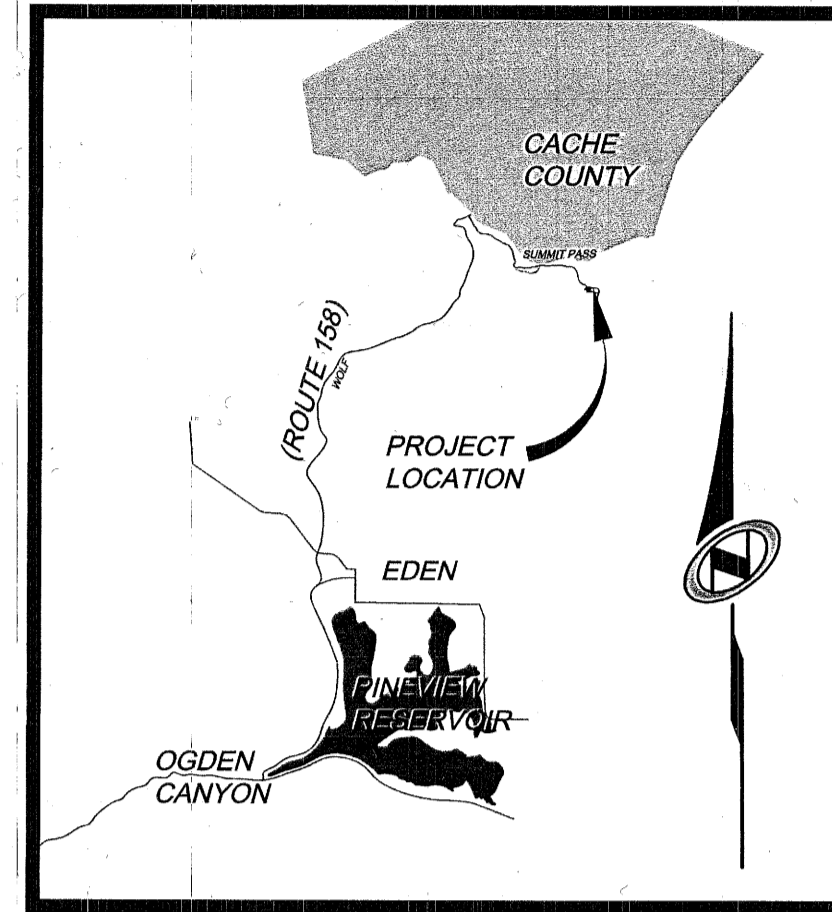 CACHE
COUNTY
SUMMIT PASS
(ROUTE 158)
WOLF
PROJECT
LOCATION
EDEN
PINEVIEW
RESERVOIR
OGDEN
CANYON
N